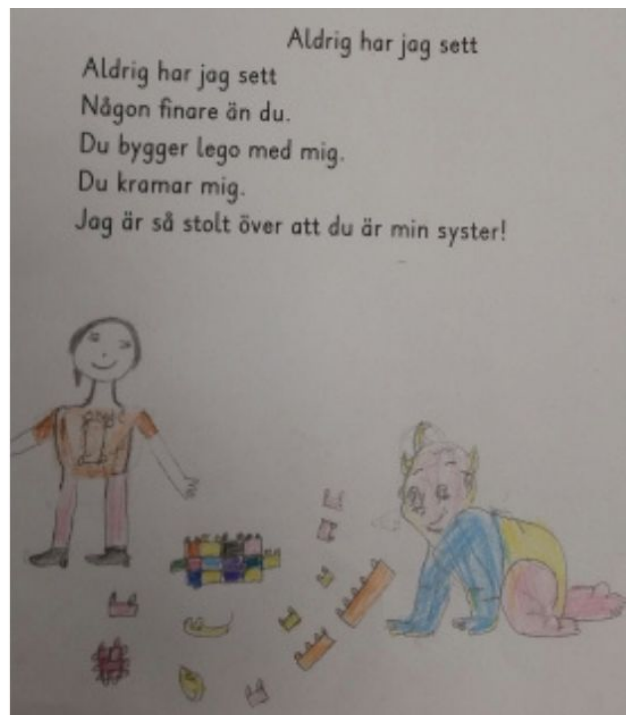 Aldrig har jag sett
Aldrig har jag sett
Någon finare än du.
Du bygger lego med mig.
Du kramar mig.
Jag är så stolt över att du är min syster!